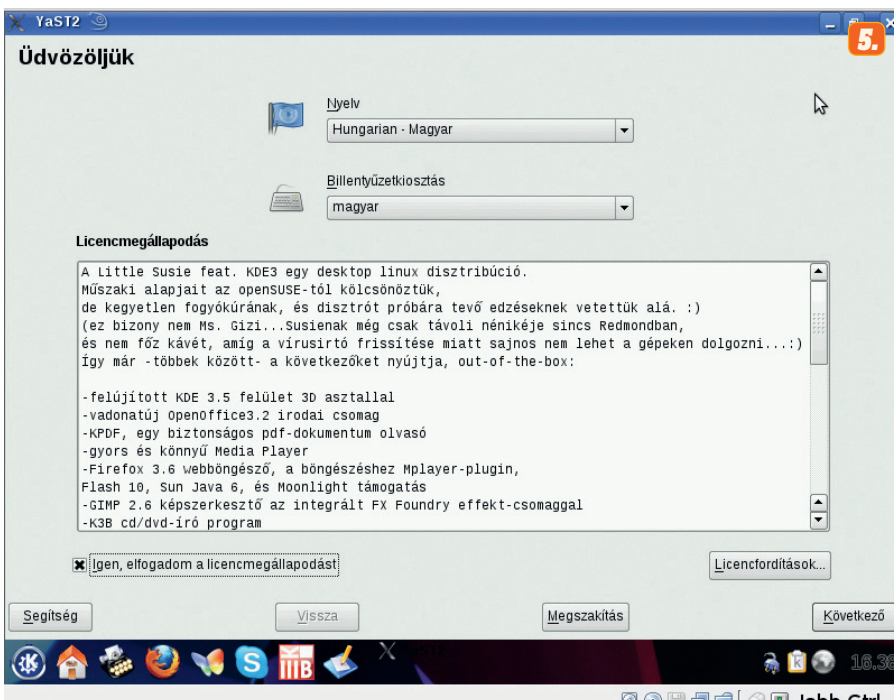 YaST2
5.
Üdvözöljük
Nyelv
Hungarian - Magyar
Billentyűzetkiosztás
magyar
Licencmegállapodás
A Little Susie feat. KDE3 egy desktop linux disztribúció.
Műszaki alapjait az openSUSE-tól kölcsönöztük,
de kegyetlen fogyókúrának, és disztrót próbára tevő edzéseknek vetettük alá. :)
(ez bizony nem Ms. Gizi...Susienak még csak távoli nénikéje sincs Redmondban,
és nem főz kávét, amíg a vírusirtó frissítése miatt sajnos nem lehet a gépeken dolgozni...:)
Így már -többek között- a következőket nyújtja, out-of-the-box:
-felújított KDE 3.5 felület 3D asztallal
-vadonatúj OpenOffice3.2 irodai csomag
-KPDF, egy biztonságos pdf-dokumentum olvasó
-gyors és könnyű Media Player
-Firefox 3.6 webböngésző, a böngészéshez Mplayer-plugin,
Flash 10, Sun Java 6, és Moonlight támogatás
-GIMP 2.6 képszerkesztő az integrált FX Foundry effekt-csomaggal
-K3B cd/dvd-író program
Igen, elfogadom a licencmegállapodást
Licencfordítások...
Segítség
Vissza
Megszakítás
Következő
YaST2
16.38
Jobb Ctrl